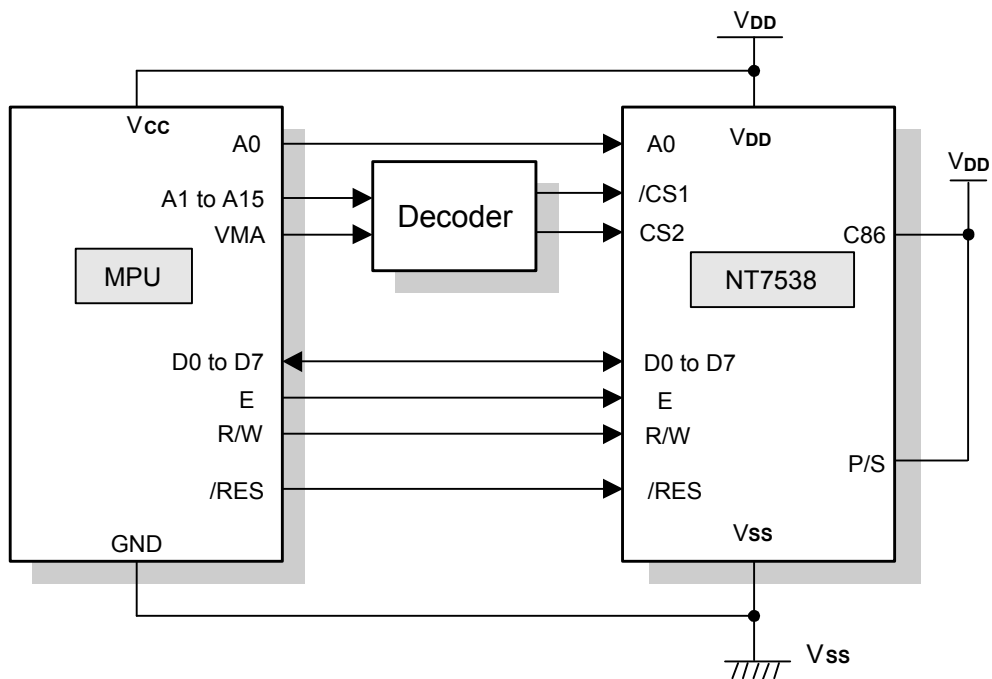 VDD
VCC
A0
A1 to A15
VMA
MPU
D0 to D7
E
R/W
/RES
GND
Decoder
VDD
A0
/CS1
CS2
C86
NT7538
D0 to D7
E
R/W
P/S
/RES
VSS
VDD
VSS